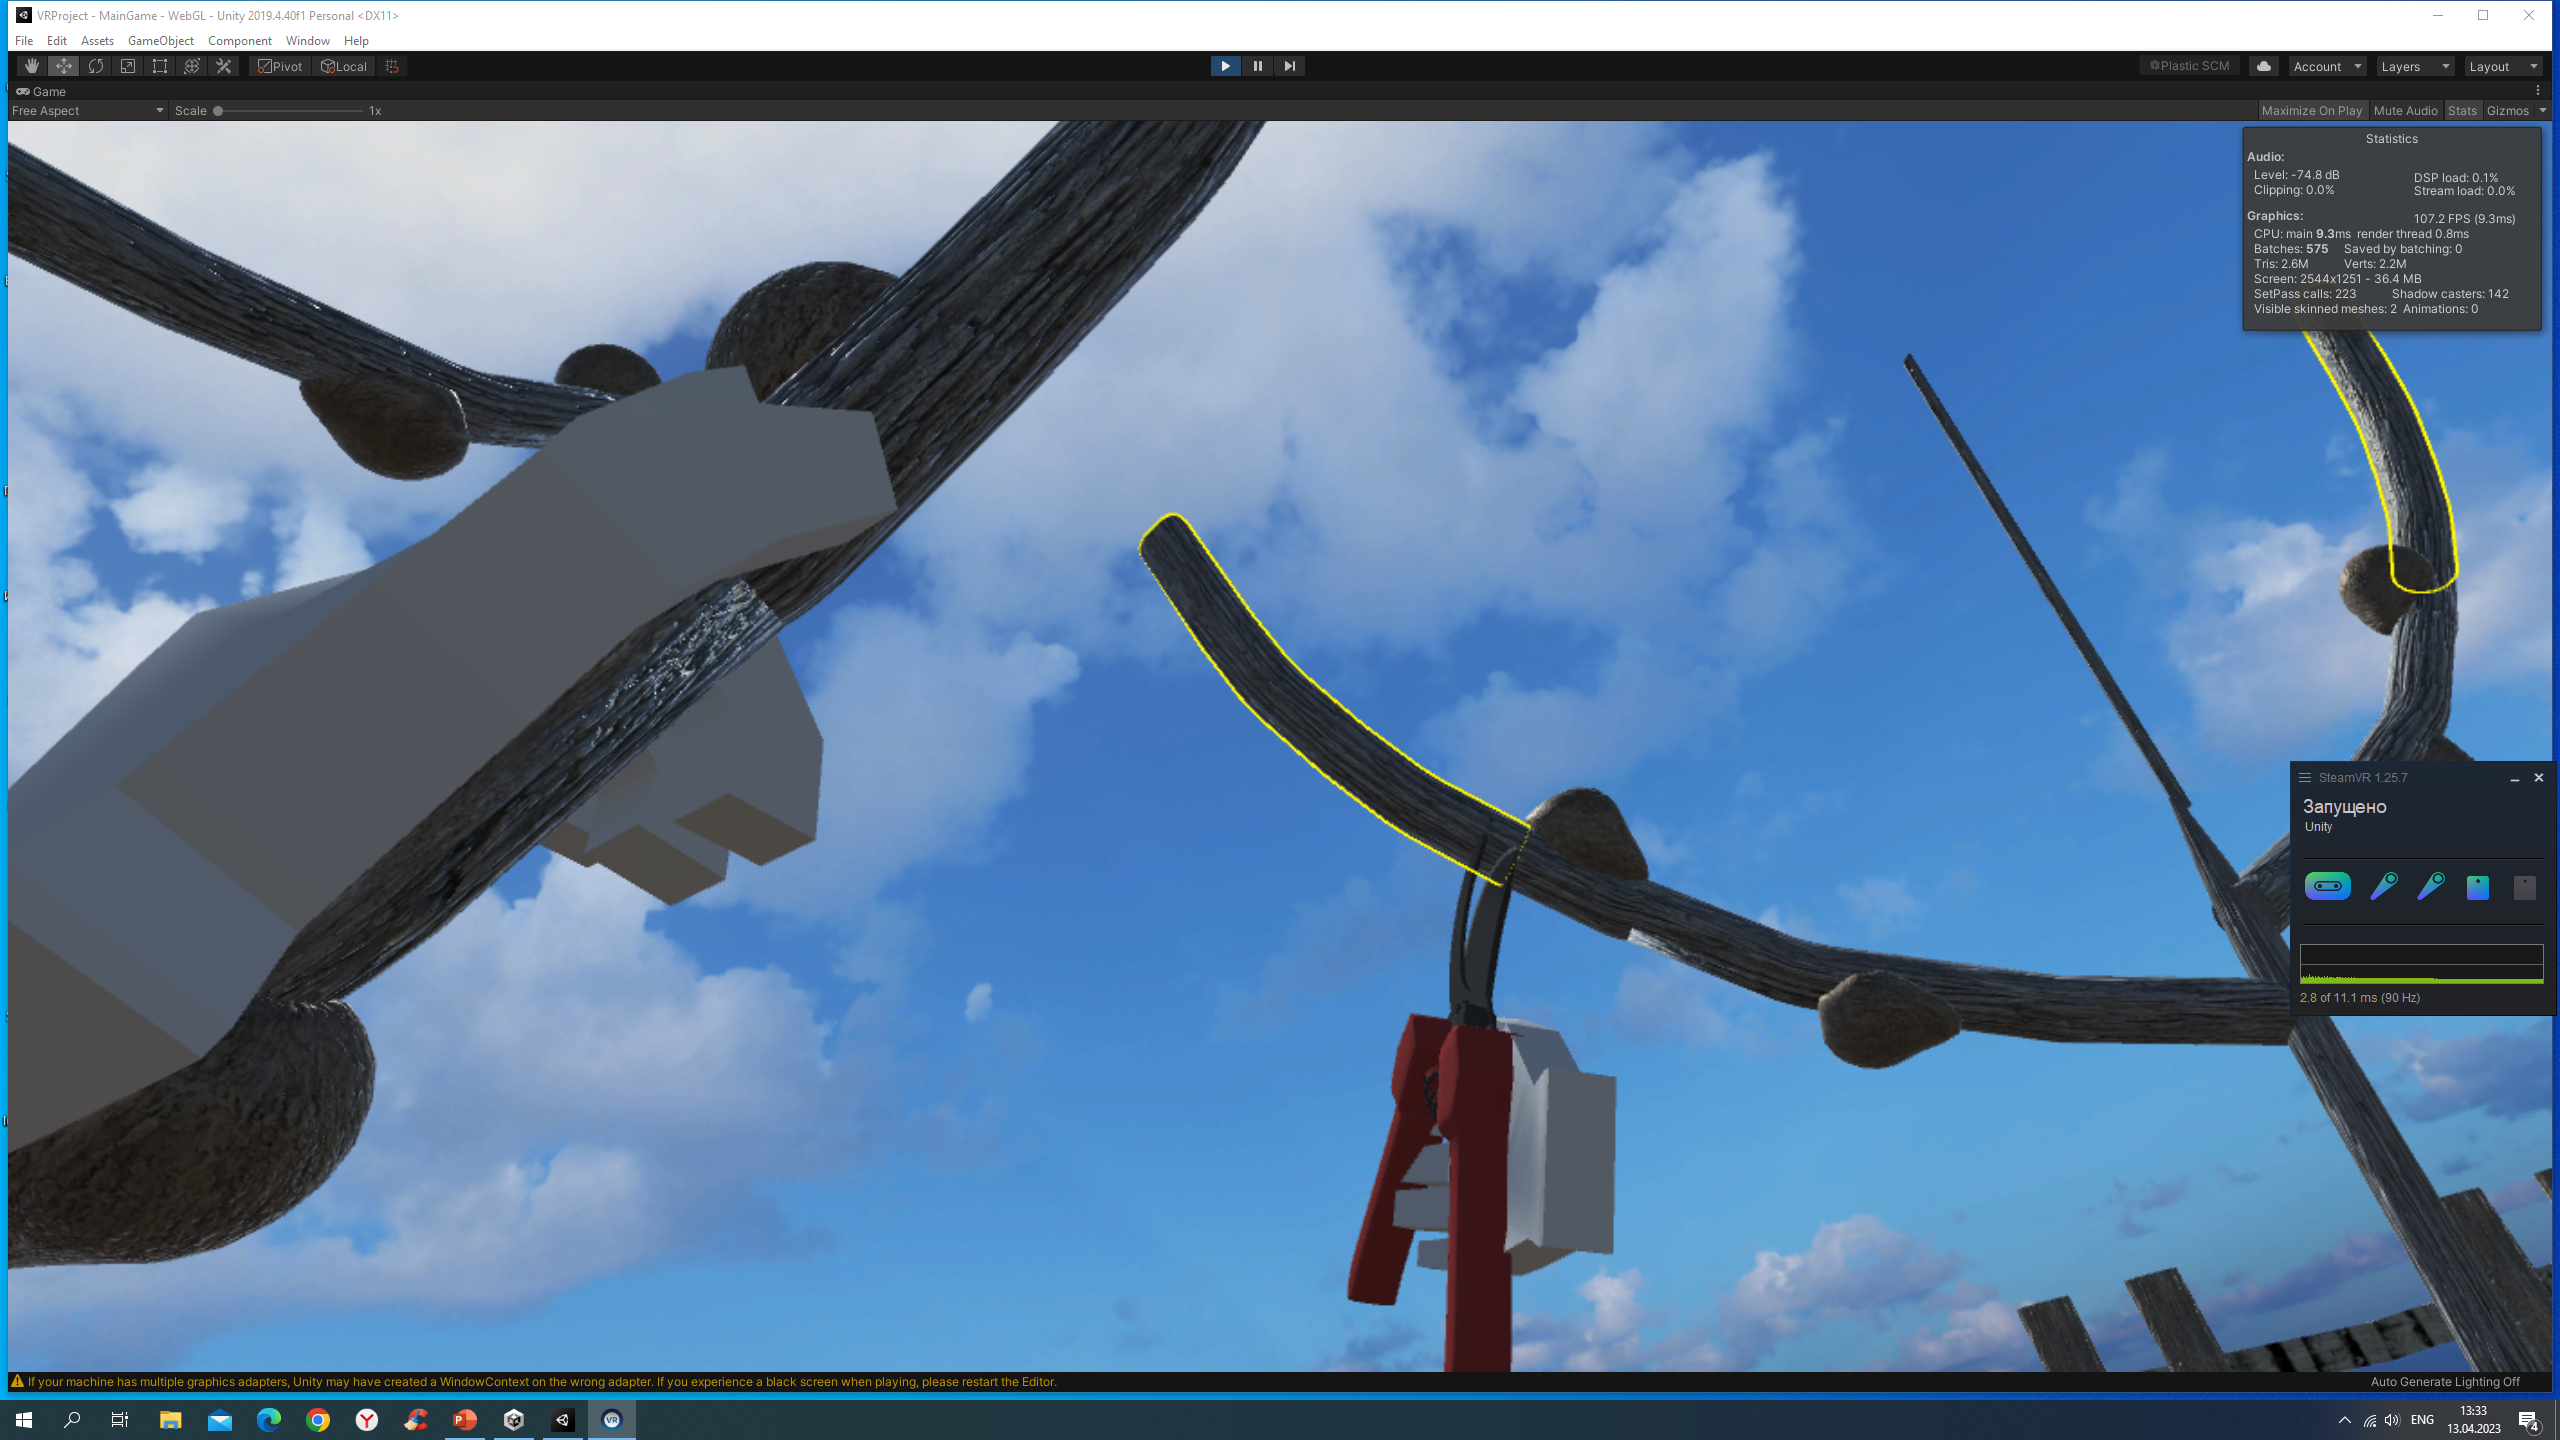 VRProject - MainGame - WebGL - Unity 2019.4.40f1 Personal <DX11>
File Edit Assets GameObject Component Window Help
Pivot Local Plastic SCM Account Layers Layout
Game
Free Aspect Scale 1x Maximize On Play Mute Audio Stats Gizmos
Statistics
Audio:
Level: -74.8 dB DSP load: 0.1%
Clipping: 0.0% Stream load: 0.0%
Graphics: 107.2 FPS (9.3ms)
CPU: main 9.3ms render thread 0.8ms
Batches: 575 Saved by batching: 0
Tris: 2.6M Verts: 2.2M
Screen: 2544x1251 - 36.4 MB
SetPass calls: 223 Shadow casters: 142
Visible skinned meshes: 2 Animations: 0
SteamVR 1.25.7
Запущено
Unity
2.8 of 11.1 ms (90 Hz)
If your machine has multiple graphics adapters, Unity may have created a WindowContext on the wrong adapter. If you experience a black screen when playing, please restart the Editor.
Auto Generate Lighting Off
ENG
13:33
13.04.2023
4